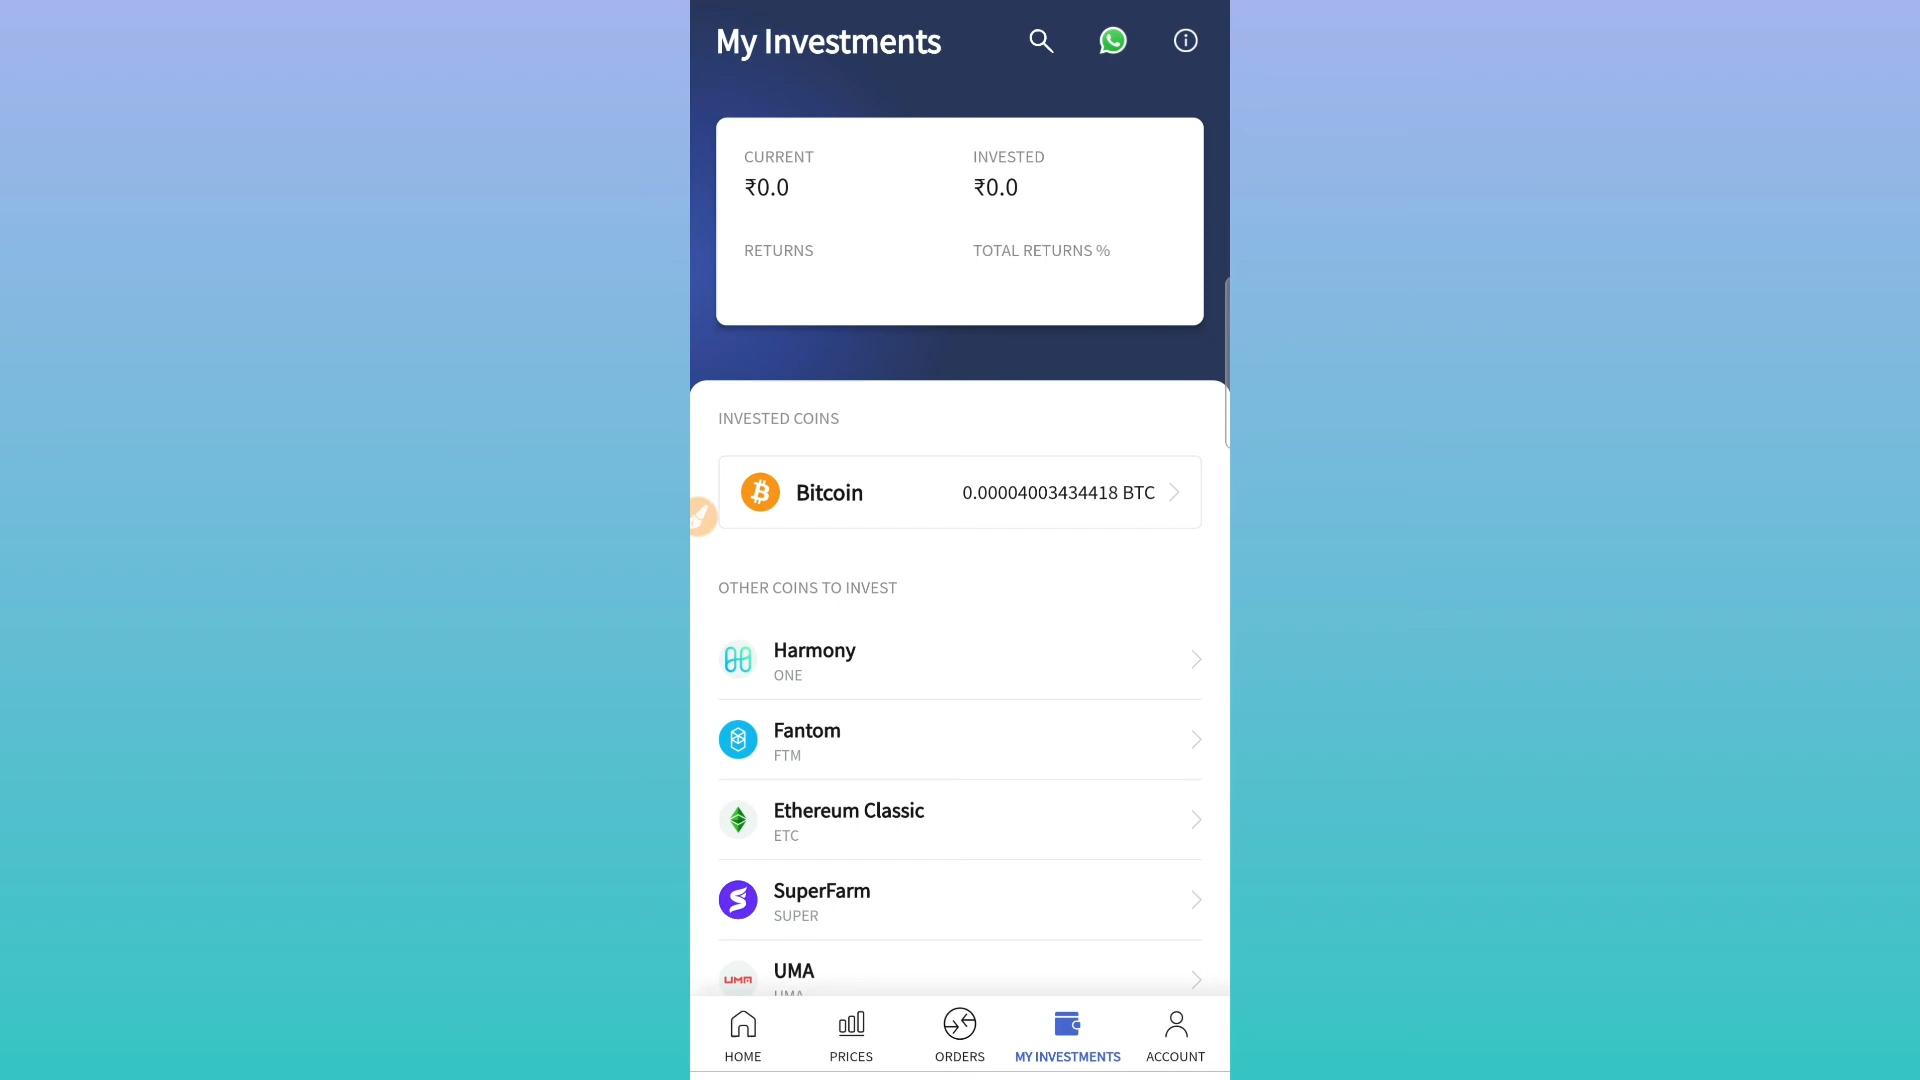 My Investments
CURRENT
₹0.0
INVESTED
₹0.0
RETURNS
TOTAL RETURNS %
INVESTED COINS
Bitcoin
0.00004003434418 BTC
OTHER COINS TO INVEST
Harmony
ONE
Fantom
FTM
Ethereum Classic
ETC
SuperFarm
SUPER
UMA
UMA
UMA
HOME
PRICES
ORDERS
MY INVESTMENTS
ACCOUNT